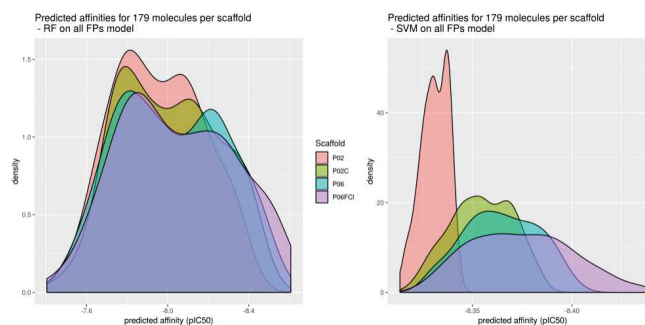 Predicted affinities for 179 molecules per scaffold
- RF on all FPs model
1.5
1.0
0.5
0.0
density
-7.6
-8.0
-8.4
predicted affinity (pIC50)
Scaffold
P02
P02C
P06
P06FCl
Predicted affinities for 179 molecules per scaffold
- SVM on all FPs model
40
20
0
density
-8.35
-8.40
predicted affinity (pIC50)